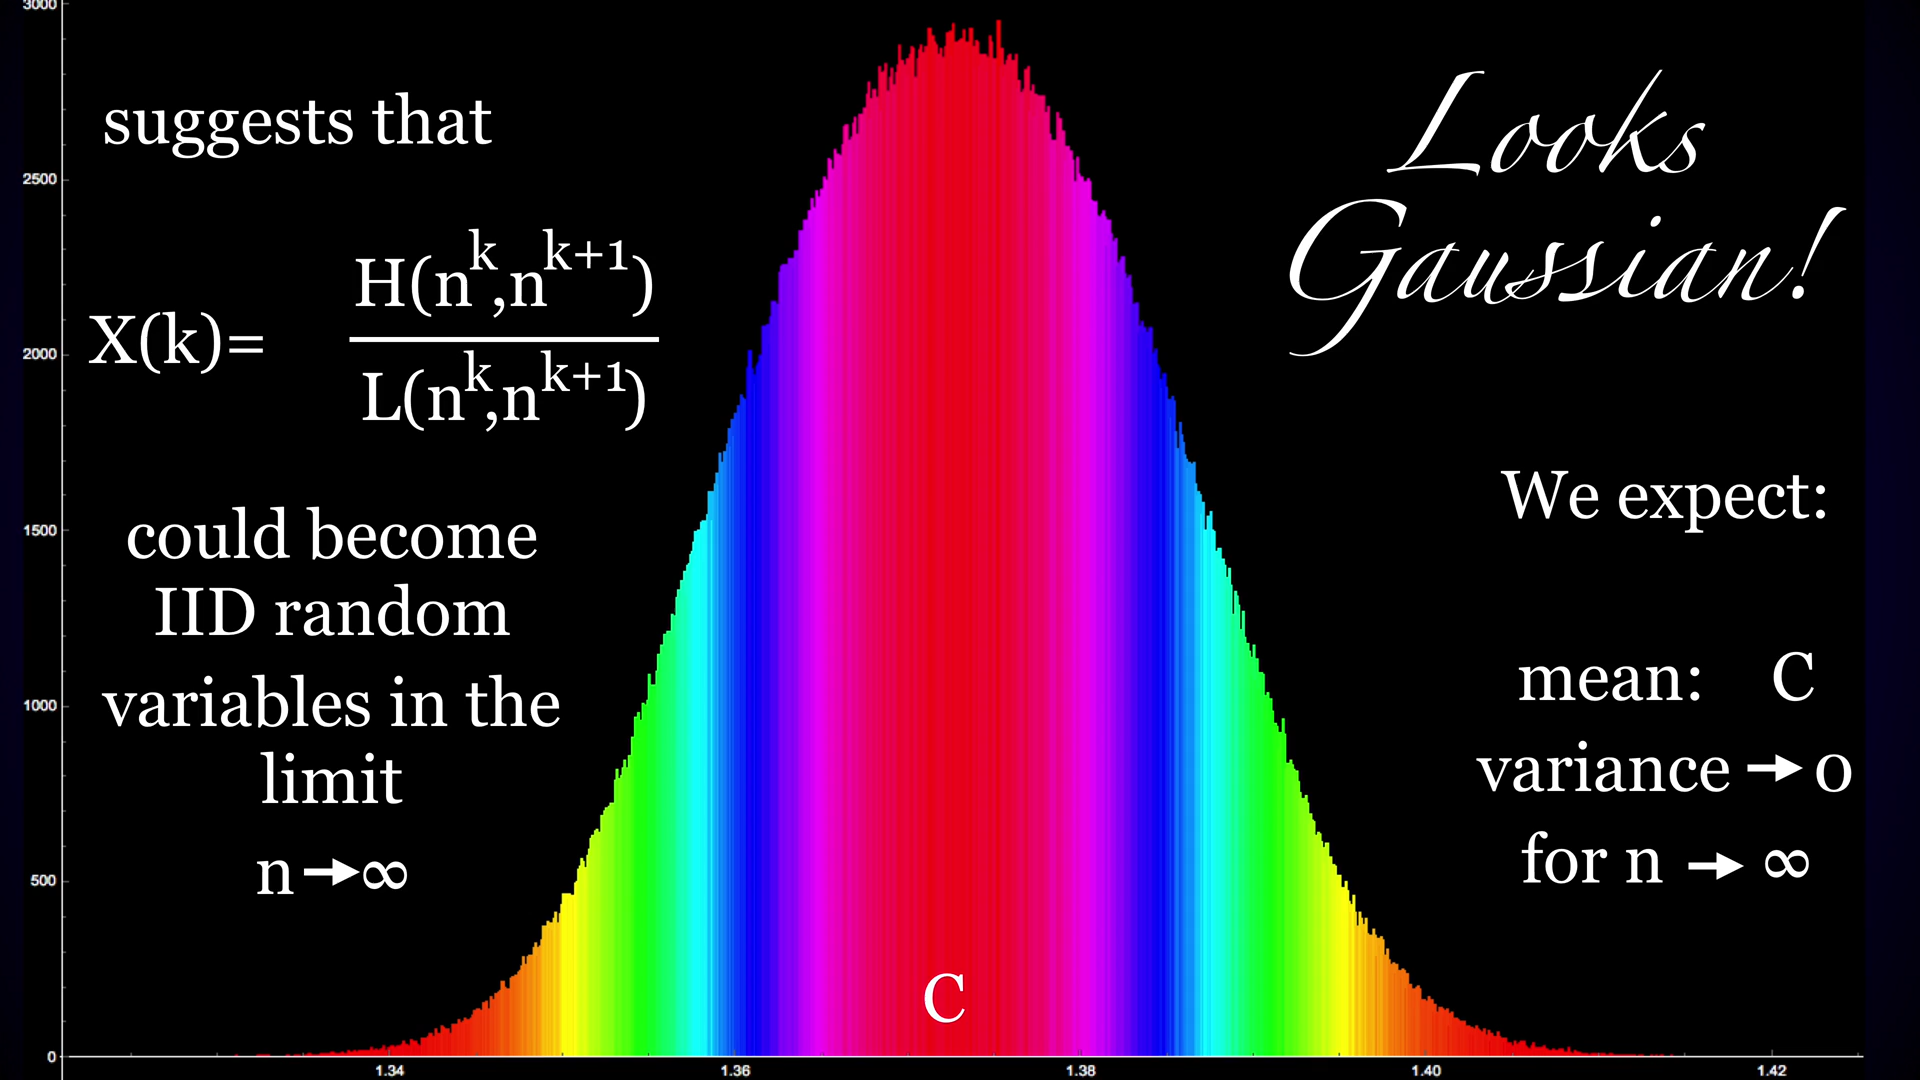 3000
2500
2000
1500
1000
500
0
suggests that
X(k)= H(n^k,n^k+1)
L(n^k,n^k+1)
could become
IID random
variables in the
limit
n→∞
Looks
Gaussian!
We expect:
mean: C
variance →0
for n → ∞
C
1.34 1.36 1.38 1.40 1.42